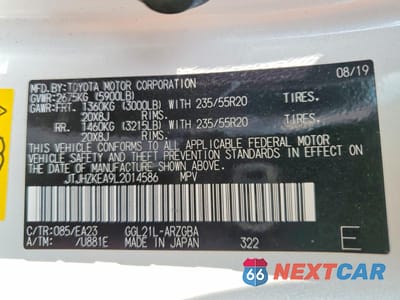 MFD.BY:TOYOTA MOTOR CORPORATION 08/19
GVWR:2675KG (5900LB)
GAWR:FRT. 1360KG (3000LB) WITH 235/55R20 TIRES.
20X8J RIMS.
RR. 1460KG (3215LB) WITH 235/55R20 TIRES.
20X8J RIMS.
THIS VEHICLE CONFORMS TO ALL APPLICABLE FEDERAL MOTOR
VEHICLE SAFETY AND BUMPER STANDARDS IN EFFECT ON
THE DATE OF MANUFACTURE SHOWN ABOVE.
JTJHZKEA9L2014586 MPV
C/TR:085/EA23 GGL21L-ARZGBA
A/TM: /U881E MADE IN JAPAN 322 E
66 NEXTCAR